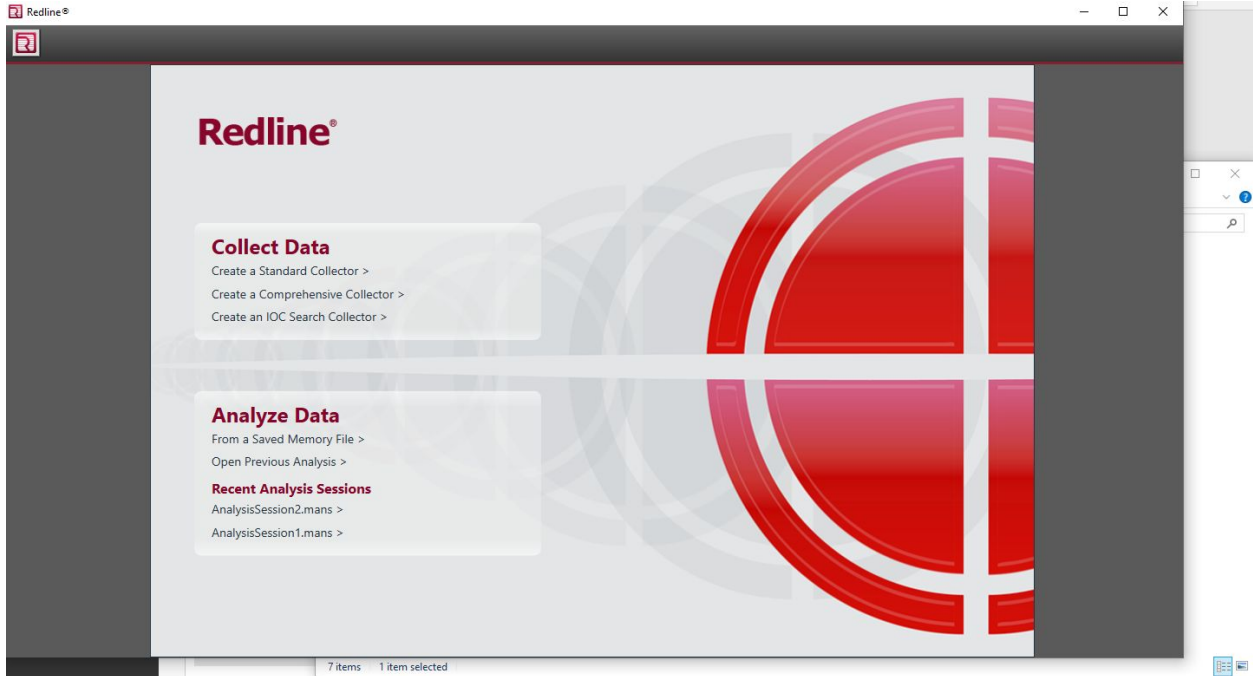 Redline®
Redline®
Collect Data
Create a Standard Collector >
Create a Comprehensive Collector >
Create an IOC Search Collector >
Analyze Data
From a Saved Memory File >
Open Previous Analysis >
Recent Analysis Sessions
AnalysisSession2.mans >
AnalysisSession1.mans >
7 items 1 item selected